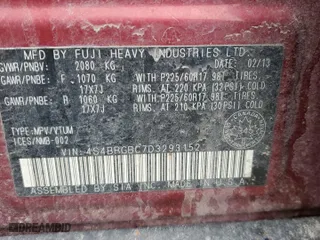 MFD BY FUJI HEAVY INDUSTRIES LTD.
GVWR/PNBV: 2080 KG 02/13
GAWR/PNBE F 1070 KG WITH P225/60R17 98T TIRES
17X7J RIMS, AT 220 KPA (32PSI) COLD
GAWR/PNBE R 1060 KG WITH P225/60R17 98T TIRES
17X7J RIMS, AT 210 KPA (30PSI) COLD
TYPE: MPV/VTUM
ICES/NMB-002
VIN: 4S4BRGBC7D3293152
ASSEMBLED BY SIA INC. IN U.S.A.